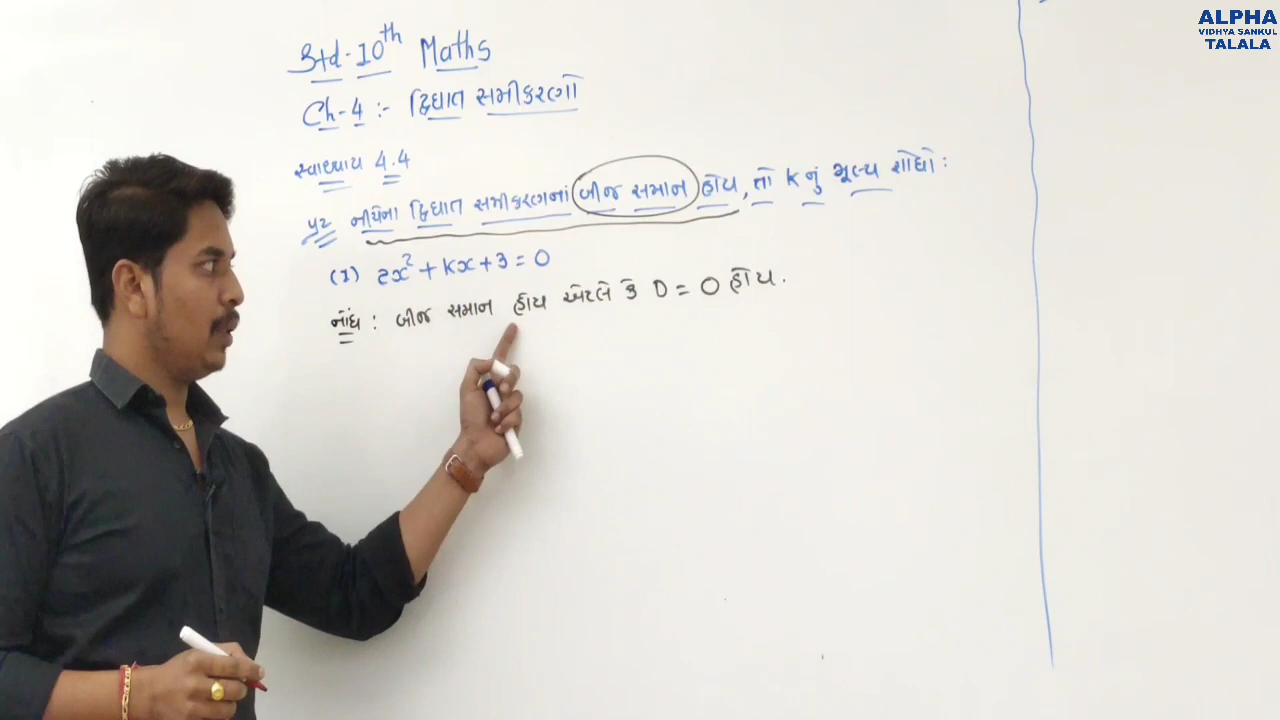 ALPHA
VIDHYA SANKUL
TALALA
Std-10th Maths
Ch-4 :- દ્વિઘાત સમીકરણો
સ્વાધ્યાય 4.4
પ્ર2 નીચેના દ્વિઘાત સમીકરણનાં બીજ સમાન હોય, તો K નું મૂલ્ય શોધો :
(1) 2x² + Kx + 3 = 0
નોંધ : બીજ સમાન હોય એટલે કે D = 0 હોય.